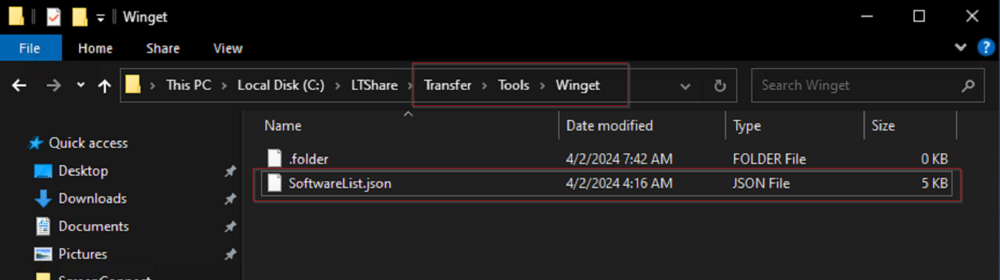 Winget
File Home Share View
This PC Local Disk (C:) LTShare Transfer Tools Winget Search Winget
Name Date modified Type Size
Quick access
.folder 4/2/2024 7:42 AM FOLDER File 0 KB
Desktop
SoftwareList.json 4/2/2024 4:16 AM JSON File 5 KB
Downloads
Documents
Pictures
ScreenConnect